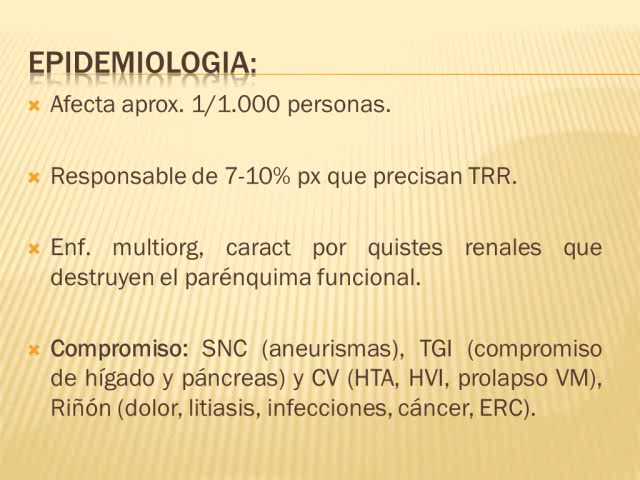 EPIDEMIOLOGIA:
Afecta aprox. 1/1.000 personas.
Responsable de 7-10% px que precisan TRR.
Enf. multiorg, caract por quistes renales que
destruyen el parénquima funcional.
Compromiso: SNC (aneurismas), TGI (compromiso
de hígado y páncreas) y CV (HTA, HVI, prolapso VM),
Riñón (dolor, litiasis, infecciones, cáncer, ERC).